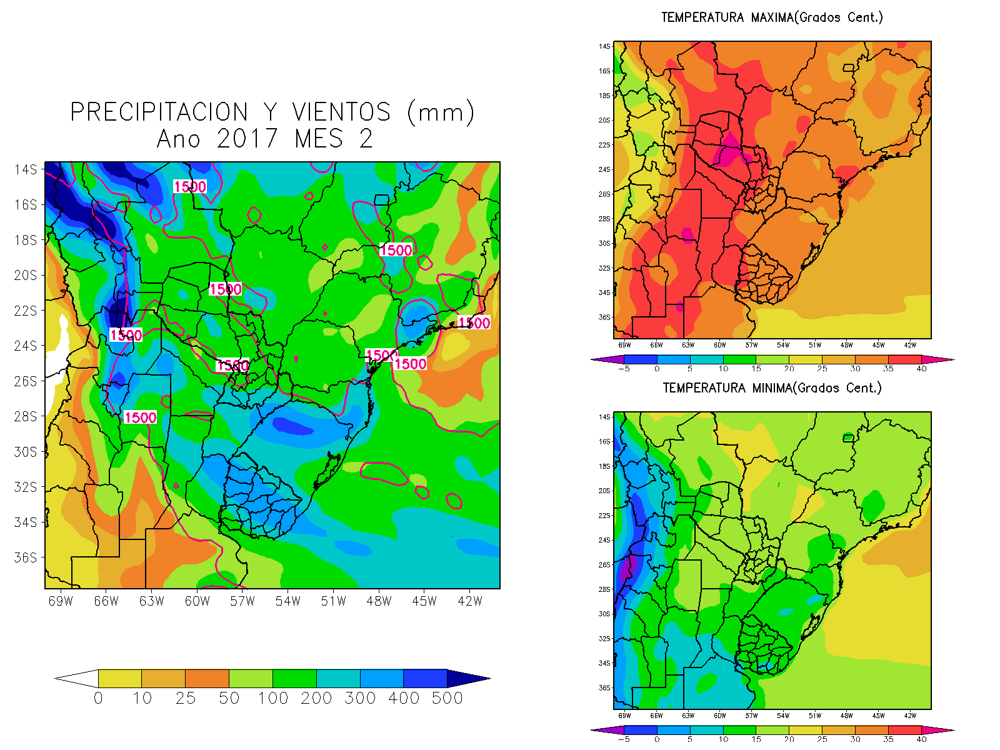 PRECIPITACION Y VIENTOS (mm)
Ano 2017 MES 2
14S
16S
18S
20S
22S
24S
26S
28S
30S
32S
34S
36S
1500
1500
1500
1500
1500
1500
1500
1500
1500
69W 66W 63W 60W 57W 54W 51W 48W 45W 42W
0 10 25 50 100 200 300 400 500
TEMPERATURA MAXIMA(Grados Cent.)
14S
16S
18S
20S
22S
24S
26S
28S
30S
32S
34S
36S
69W 66W 63W 60W 57W 54W 51W 48W 45W 42W
-5 0 5 10 15 20 25 30 35 40
TEMPERATURA MINIMA(Grados Cent.)
14S
16S
18S
20S
22S
24S
26S
28S
30S
32S
34S
36S
69W 66W 63W 60W 57W 54W 51W 48W 45W 42W
-5 0 5 10 15 20 25 30 35 40